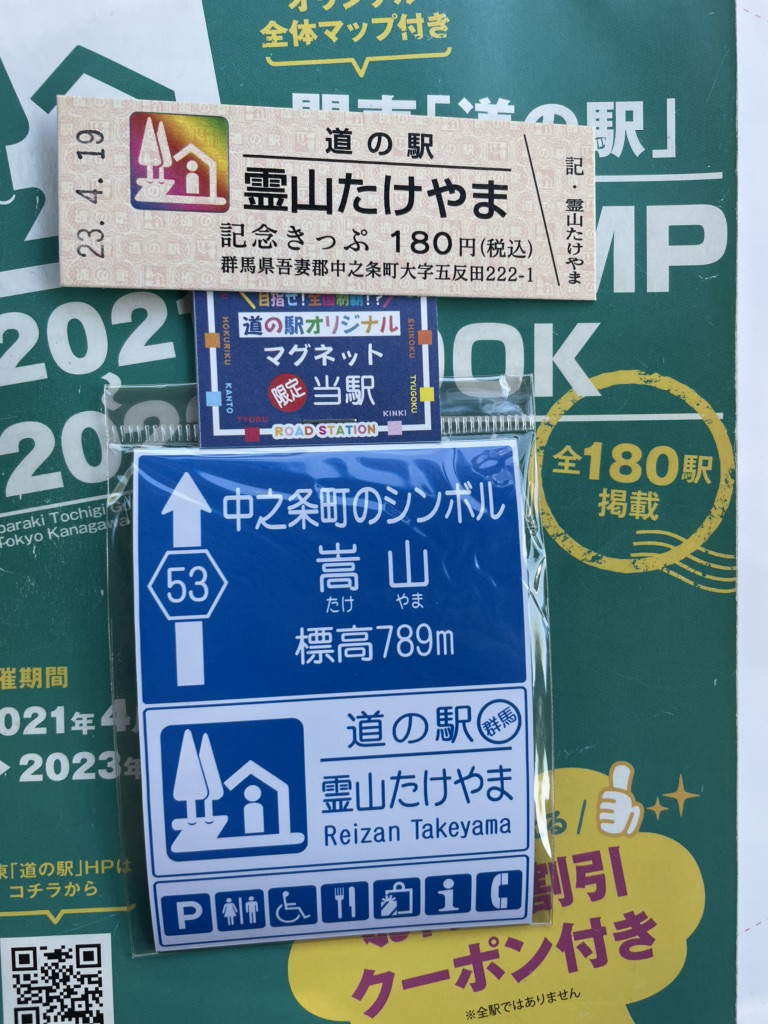 オリジナル
全体マップ付き
関東「道の駅」
23. 4. 19
道の駅
霊山たけやま
記念きっぷ 180円(税込)
群馬県吾妻郡中之条町大字五反田222-1
記・霊山たけやま
MP
OK
目指せ!全国制覇!?
道の駅オリジナル
マグネット
限定 当駅
HOKURIKU
KANTO
TYUBU
SHIKOKU
TYUGOKU
KINKI
ROAD STATION
全180駅
掲載
baraki Tochigi
Tokyo Kanagawa
中之条町のシンボル
53
嵩山
たけ やま
標高789m
道の駅 群馬
霊山たけやま
Reizan Takeyama
P
i
催期間
2023年
「道の駅」HPは
コチラから
割引
クーポン付き
※全駅ではありません